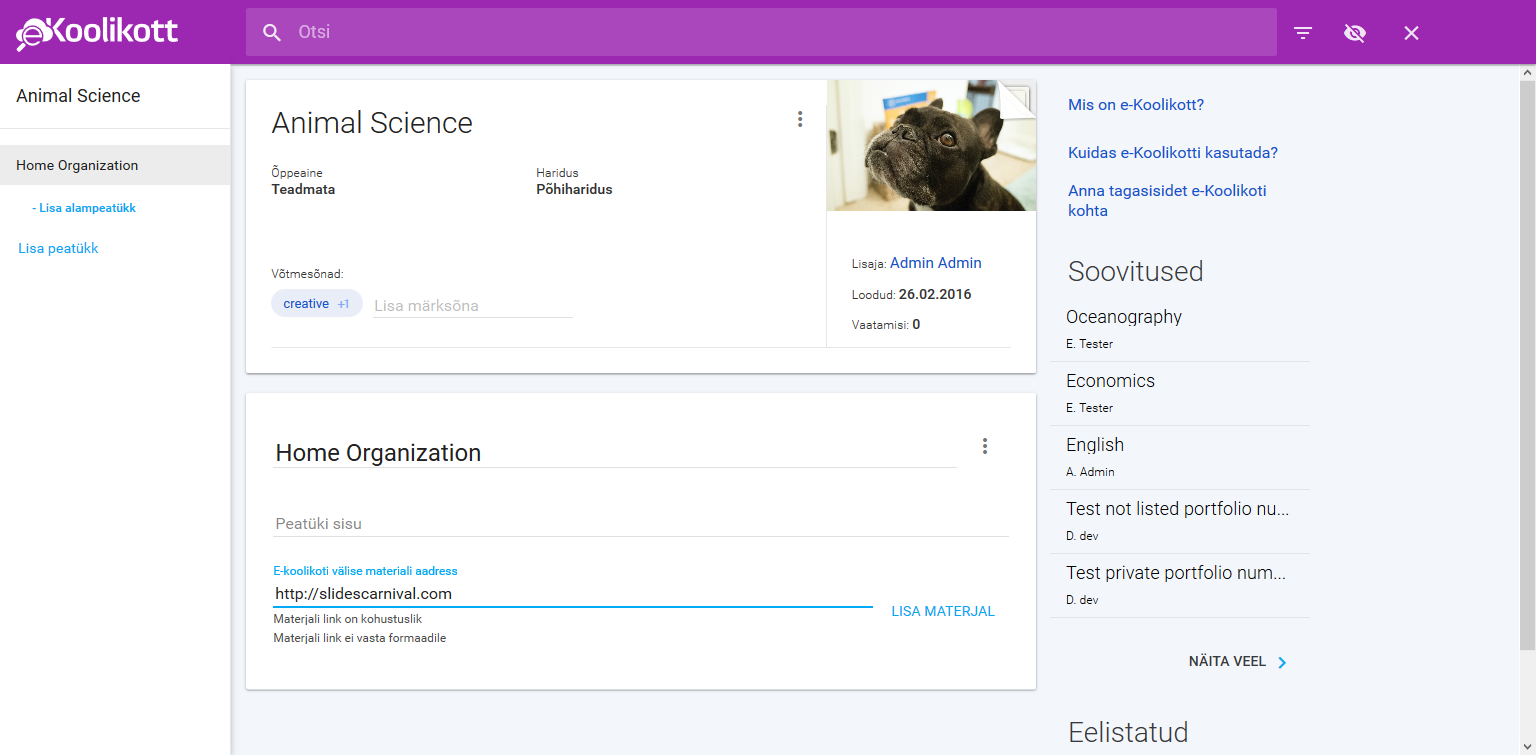 e-Koolikott
Otsi
Animal Science
Home Organization
- Lisa alampeatükk
Lisa peatükk
Animal Science
Õppeaine
Teadmata
Haridus
Põhiharidus
Võtmesõnad:
creative +1
Lisa märksõna
Lisaja: Admin Admin
Loodud: 26.02.2016
Vaatamisi: 0
Home Organization
Peatüki sisu
E-koolikoti välise materiali aadress
http://slidescarnival.com
LISA MATERJAL
Materjali link on kohustuslik
Materjali link ei vasta formaadile
Mis on e-Koolikott?
Kuidas e-Koolikotti kasutada?
Anna tagasisidet e-Koolikoti
kohta
Soovitused
Oceanography
E. Tester
Economics
E. Tester
English
A. Admin
Test not listed portfolio nu...
D. dev
Test private portfolio num...
D. dev
NÄITA VEEL
Eelistatud